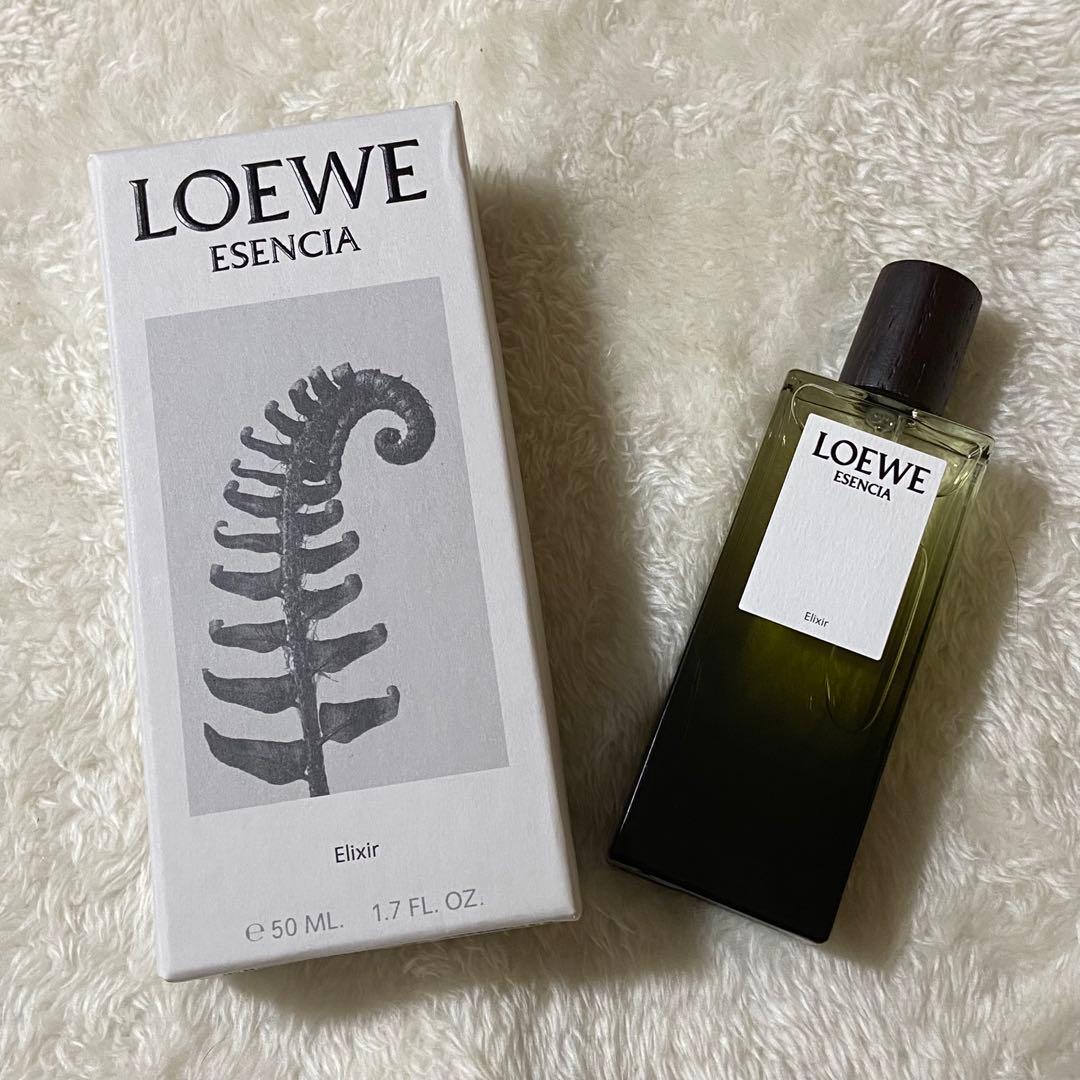 LOEWE
ESENCIA
Elixir
℮ 50 ML. 1.7 FL. OZ.
LOEWE
ESENCIA
Elixir